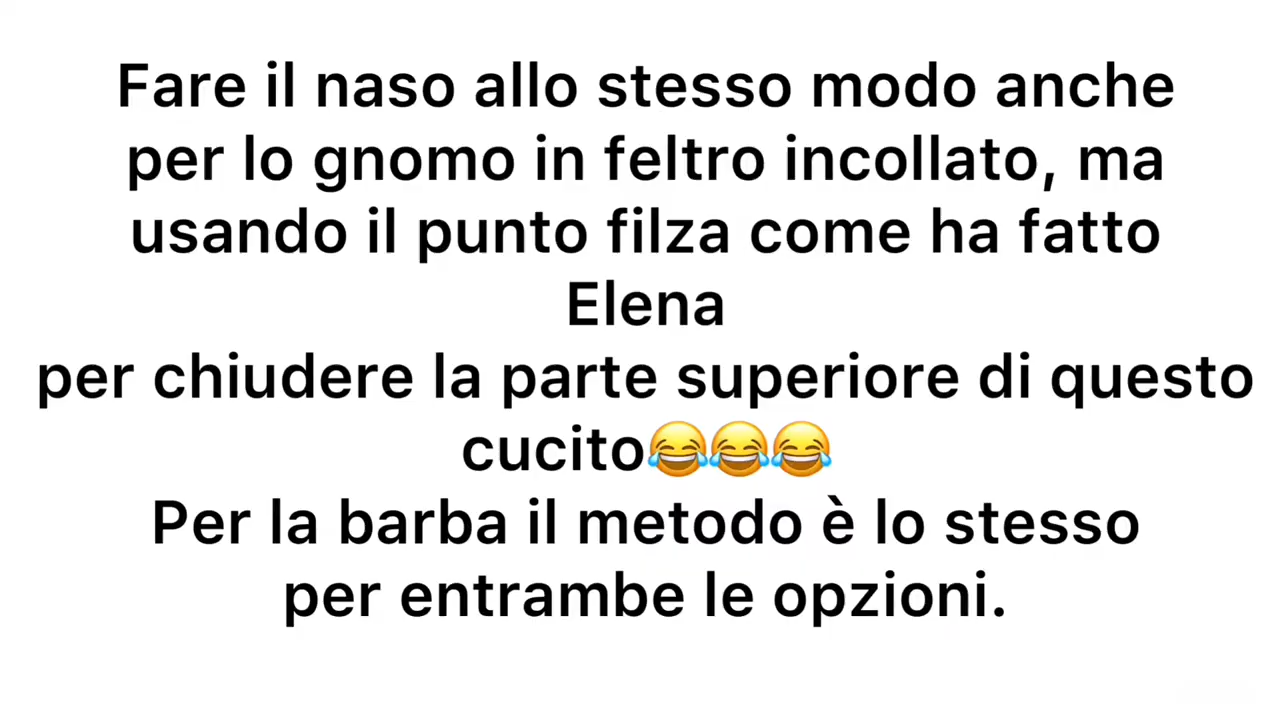 Fare il naso allo stesso modo anche
per lo gnomo in feltro incollato, ma
usando il punto filza come ha fatto
Elena
per chiudere la parte superiore di questo
cucito😂😂😂
Per la barba il metodo è lo stesso
per entrambe le opzioni.